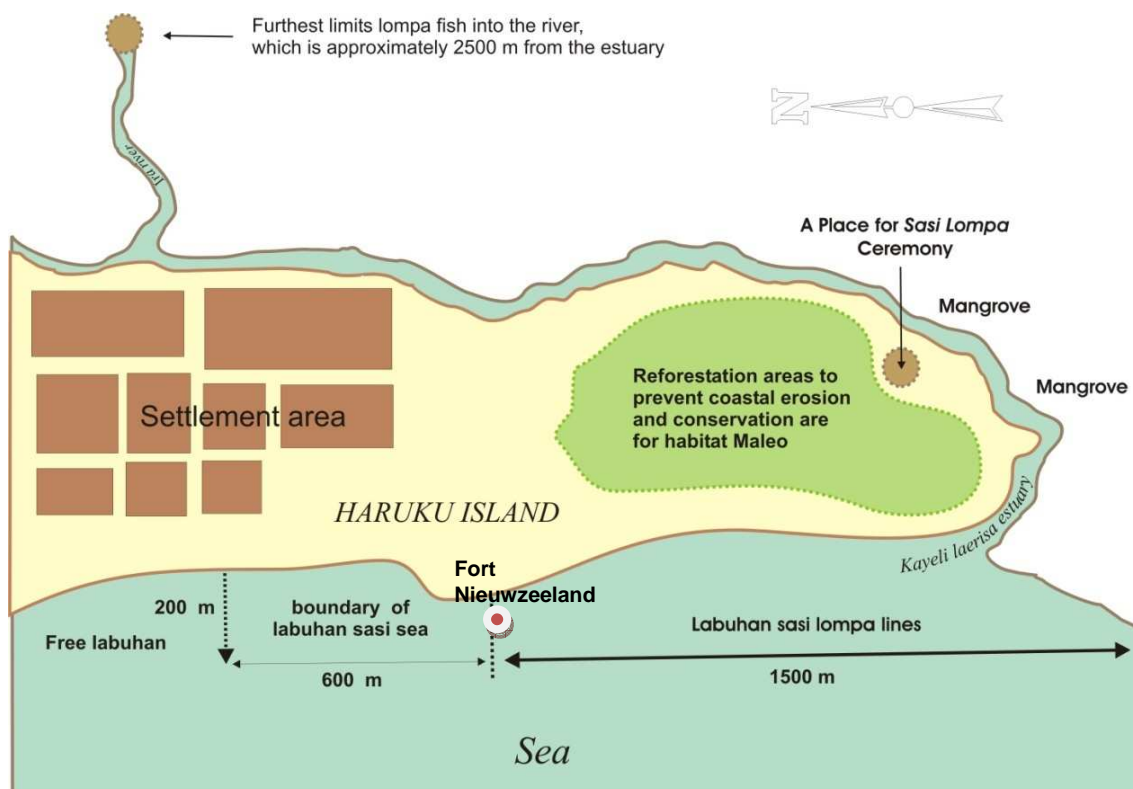 Furthest limits lompa fish into the river,
which is approximately 2500 m from the estuary
N
Ira river
A Place for Sasi Lompa
Ceremony
Mangrove
Mangrove
Reforestation areas to
prevent coastal erosion
and conservation are
for habitat Maleo
Settlement area
HARUKU ISLAND
Kayeli laerisa estuary
Fort
Nieuwzeeland
200 m
boundary of
labuhan sasi sea
Free labuhan
Labuhan sasi lompa lines
600 m
1500 m
Sea